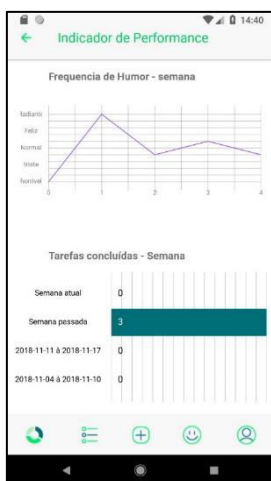 14:40
Indicador de Performance
Frequencia de Humor - semana
Radiante
Feliz
Normal
triste
horrível
0 1 2 3 4
Tarefas concluídas - Semana
Semana atual 0
Semana passada 3
2018-11-11 à 2018-11-17 0
2018-11-04 à 2018-11-10 0